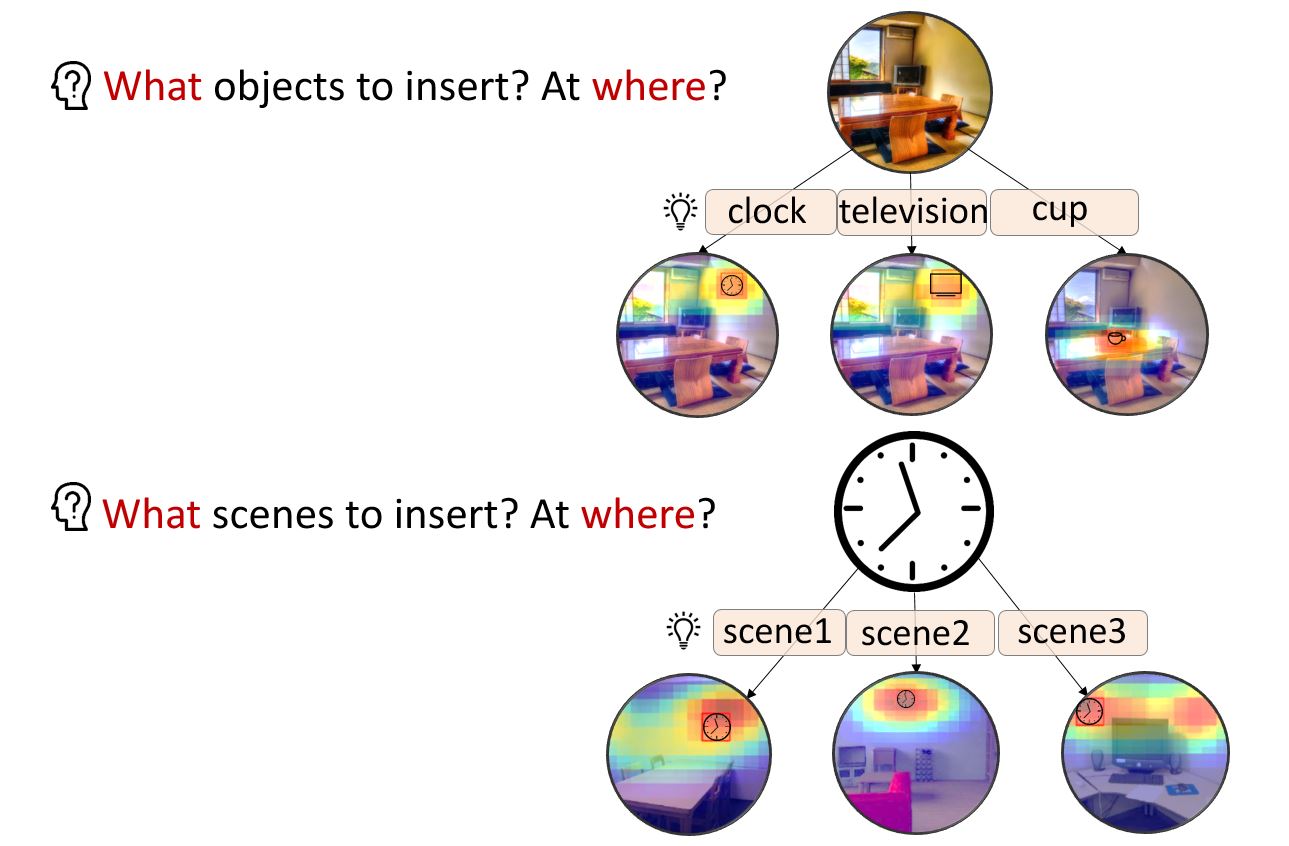 What objects to insert? At where?
clock television cup
What scenes to insert? At where?
scene1 scene2 scene3